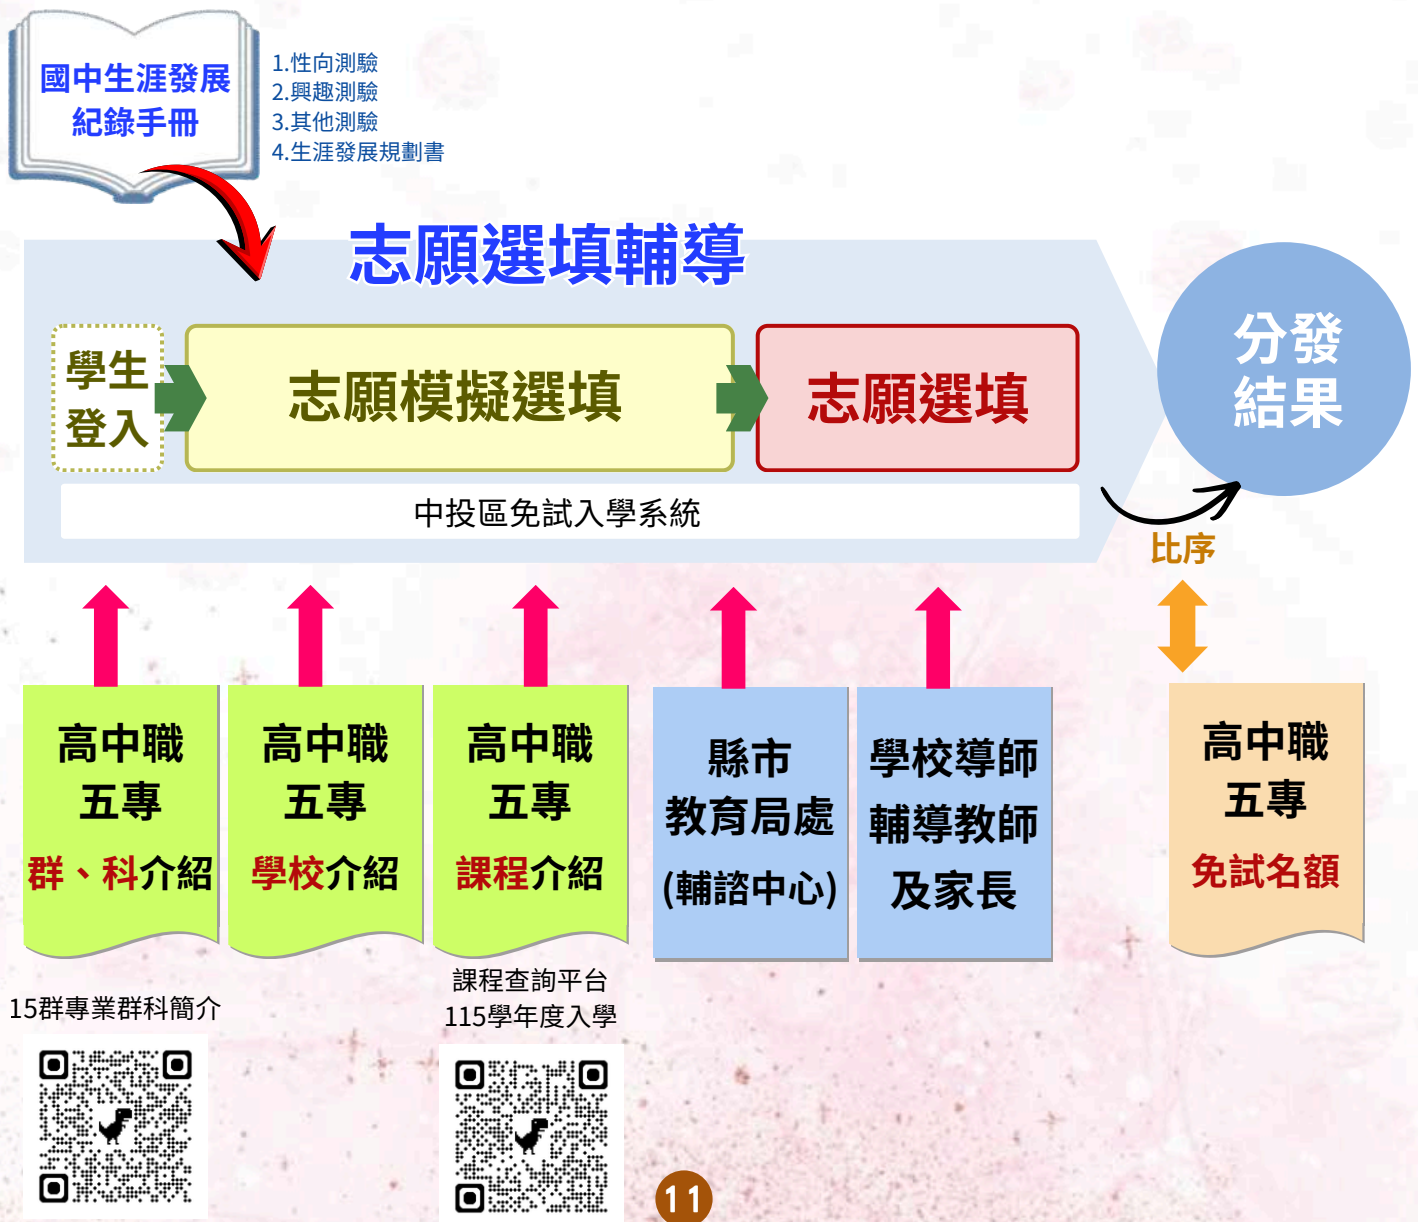 國中生涯發展
紀錄手冊
1.性向測驗
2.興趣測驗
3.其他測驗
4.生涯發展規劃書
志願選填輔導
學生
登入
志願模擬選填
志願選填
中投區免試入學系統
分發
結果
比序
高中職
五專
群、科介紹
高中職
五專
學校介紹
高中職
五專
課程介紹
縣市
教育局處
(輔諮中心)
學校導師
輔導教師
及家長
高中職
五專
免試名額
15群專業群科簡介
課程查詢平台
115學年度入學
11